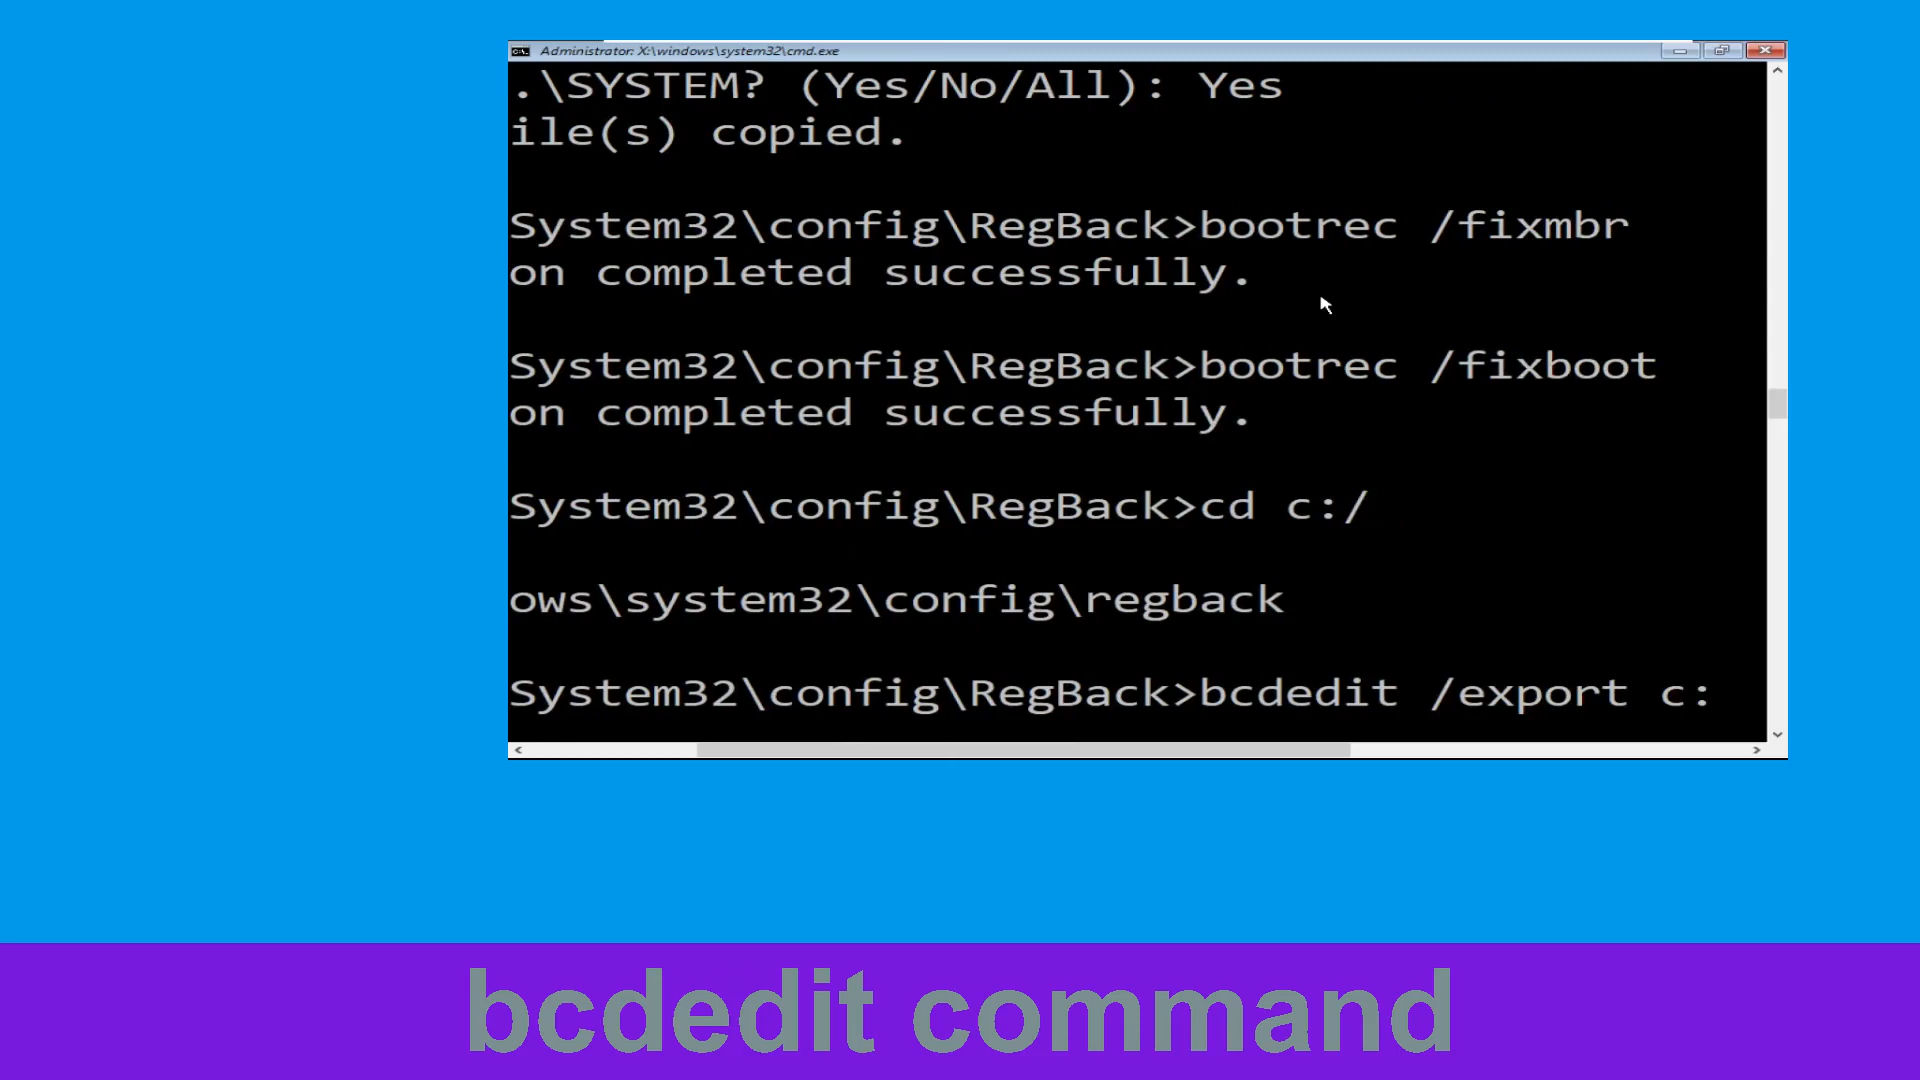 Administrator: X:\windows\system32\cmd.exe
.\SYSTEM? (Yes/No/All): Yes
ile(s) copied.
System32\config\RegBack>bootrec /fixmbr
on completed successfully.
System32\config\RegBack>bootrec /fixboot
on completed successfully.
System32\config\RegBack>cd c:/
ows\system32\config\regback
System32\config\RegBack>bcdedit /export c:
bcdedit command